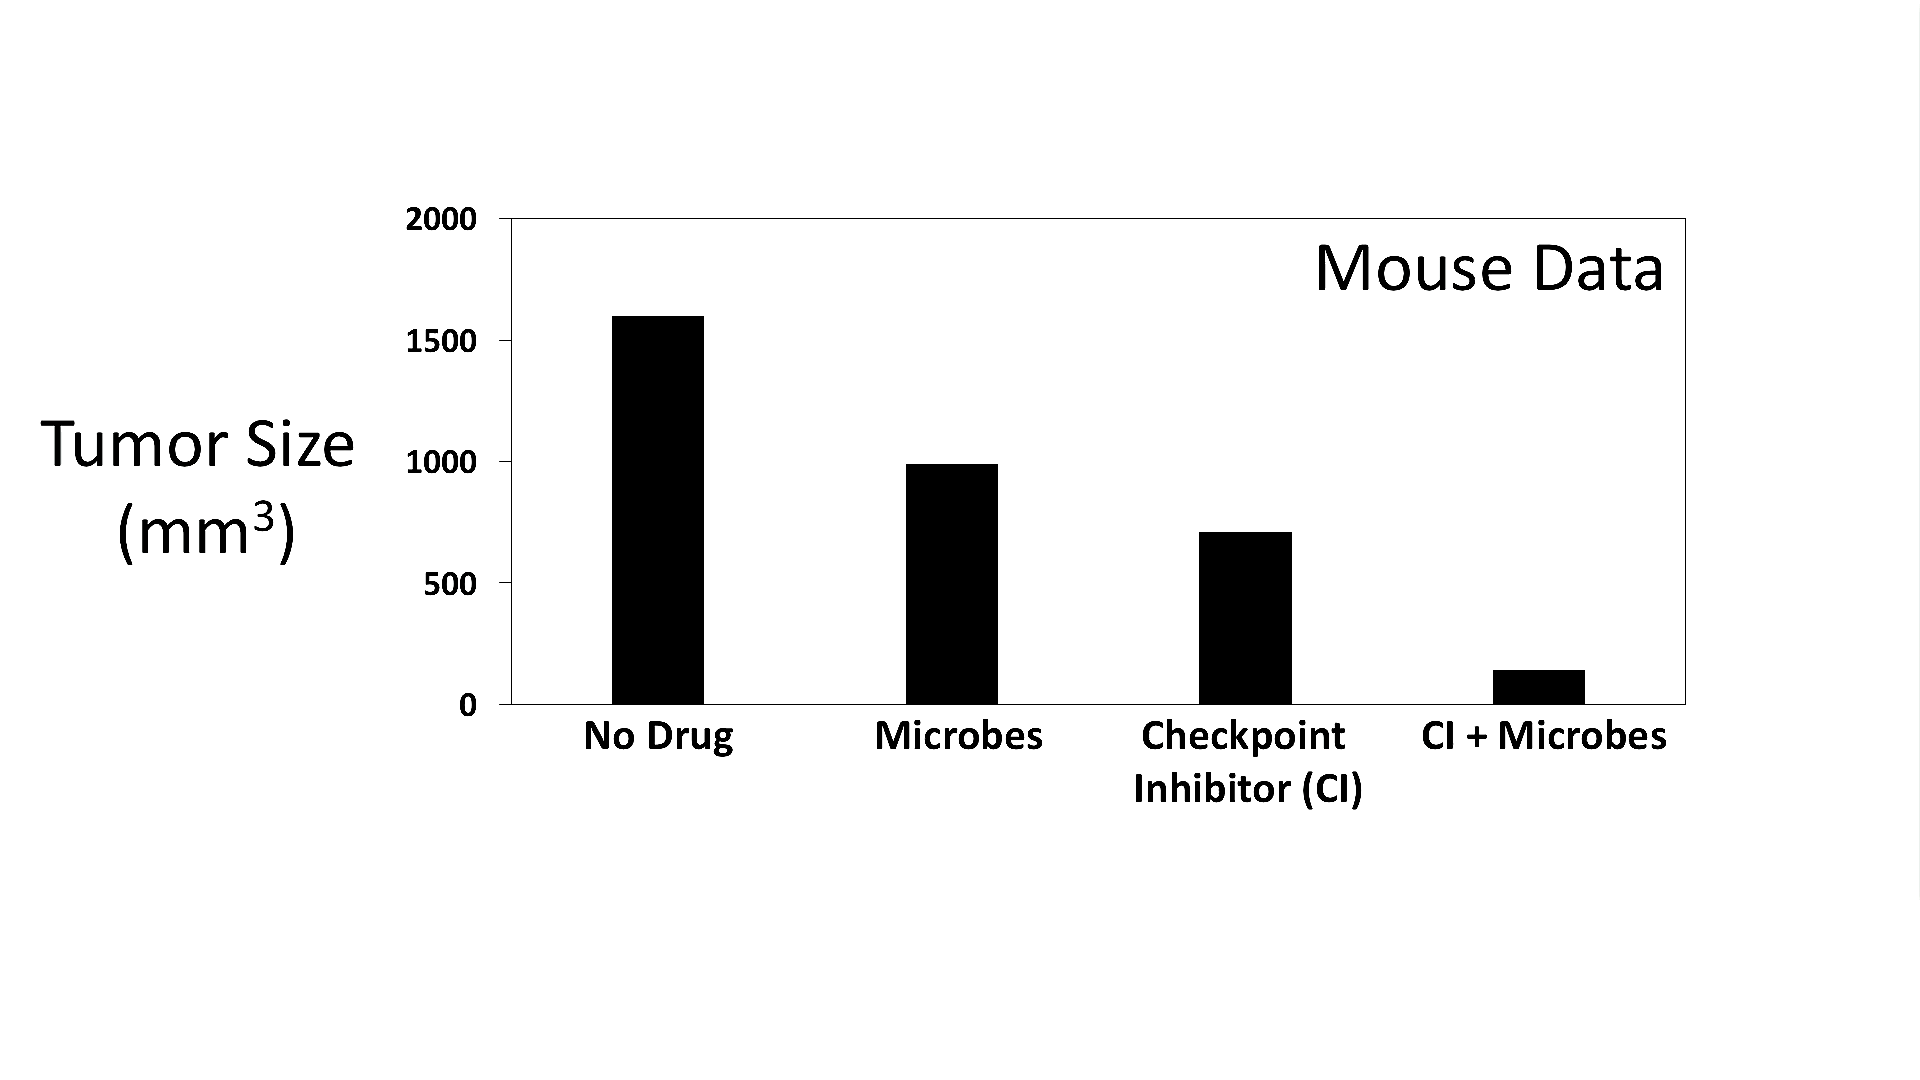 Mouse Data
Tumor Size
(mm³)
2000
1500
1000
500
0
No Drug
Microbes
Checkpoint
Inhibitor (CI)
CI + Microbes